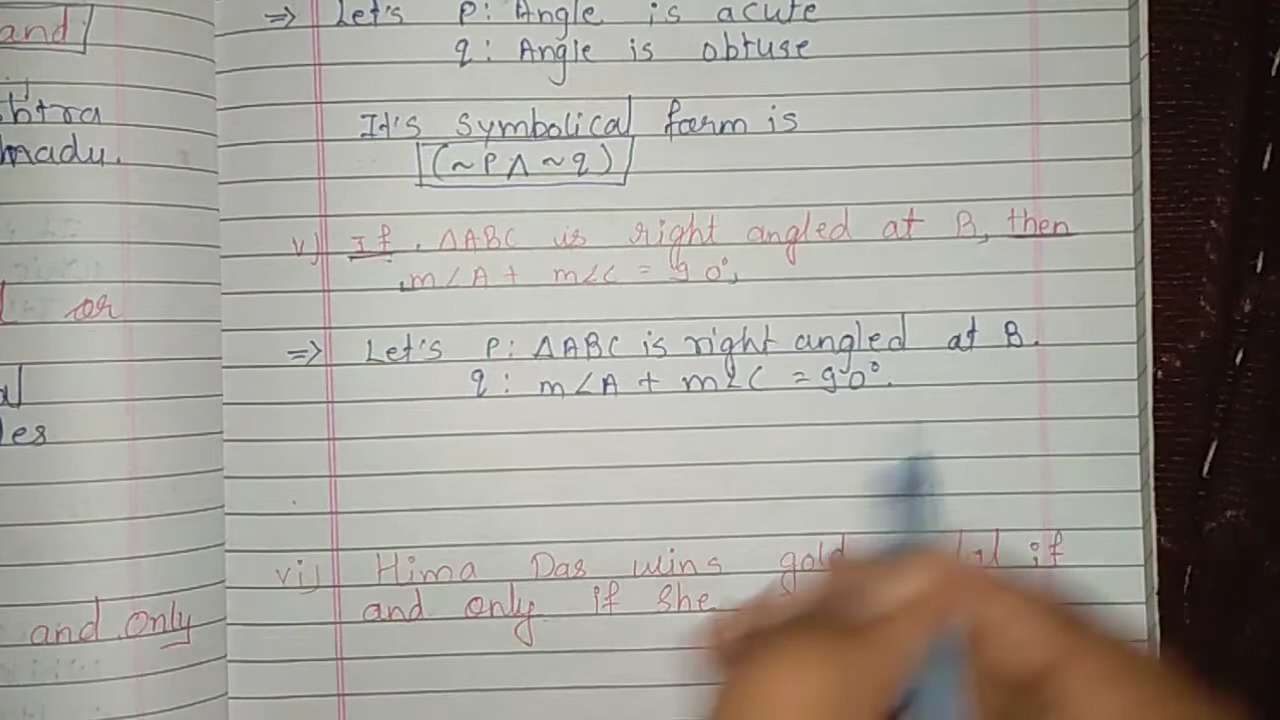 and
btra
madu.
or
les
and only
=> Let's p: Angle is acute
q: Angle is obtuse
It's symbolical form is
(~p ∧ ~q)
v) If, ΔABC is right angled at B, then
m∠A + m∠C = 90°,
=> Let's p: ΔABC is right angled at B.
q: m∠A + m∠C = 90°.
vi) Hima Das wins gold if
and only if she